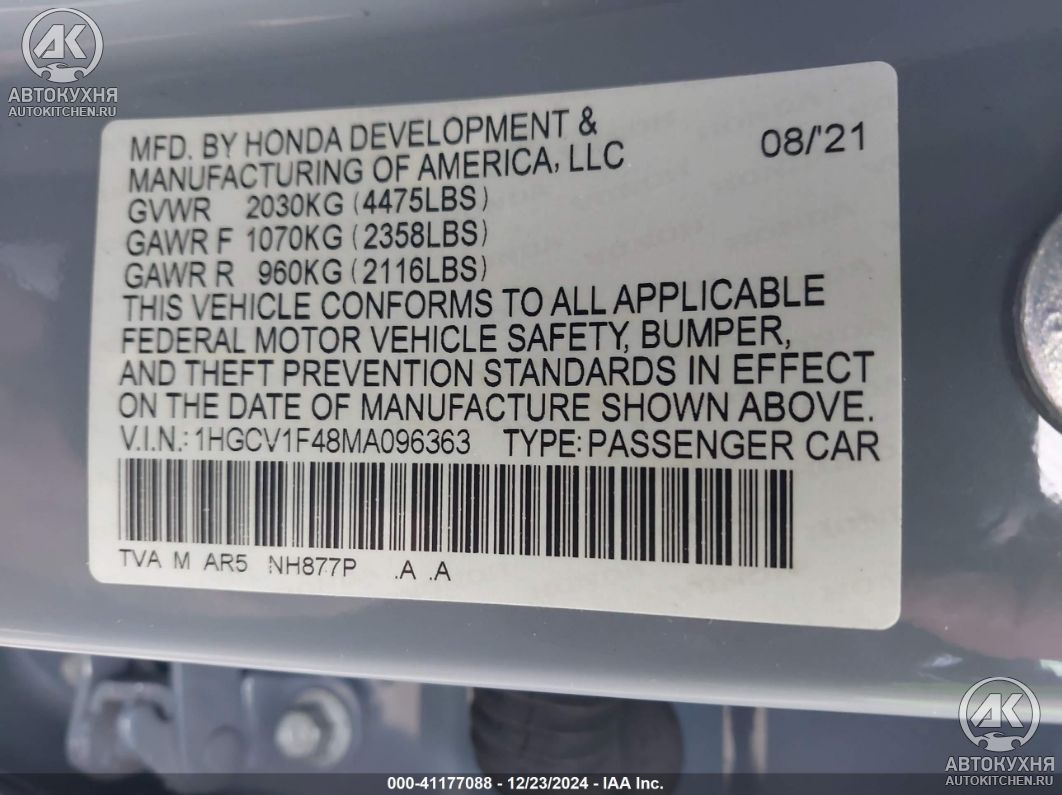 АК
АВТОКУХНЯ
AUTOKITCHEN.RU
MFD. BY HONDA DEVELOPMENT &
MANUFACTURING OF AMERICA, LLC
08/'21
GVWR 2030KG (4475LBS)
GAWR F 1070KG (2358LBS)
GAWR R 960KG (2116LBS)
THIS VEHICLE CONFORMS TO ALL APPLICABLE
FEDERAL MOTOR VEHICLE SAFETY, BUMPER,
AND THEFT PREVENTION STANDARDS IN EFFECT
ON THE DATE OF MANUFACTURE SHOWN ABOVE.
V.I.N.: 1HGCV1F48MA096363 TYPE: PASSENGER CAR
TVA M AR5 NH877P .A .A
АК
АВТОКУХНЯ
AUTOKITCHEN.RU
000-41177088 - 12/23/2024 - IAA Inc.